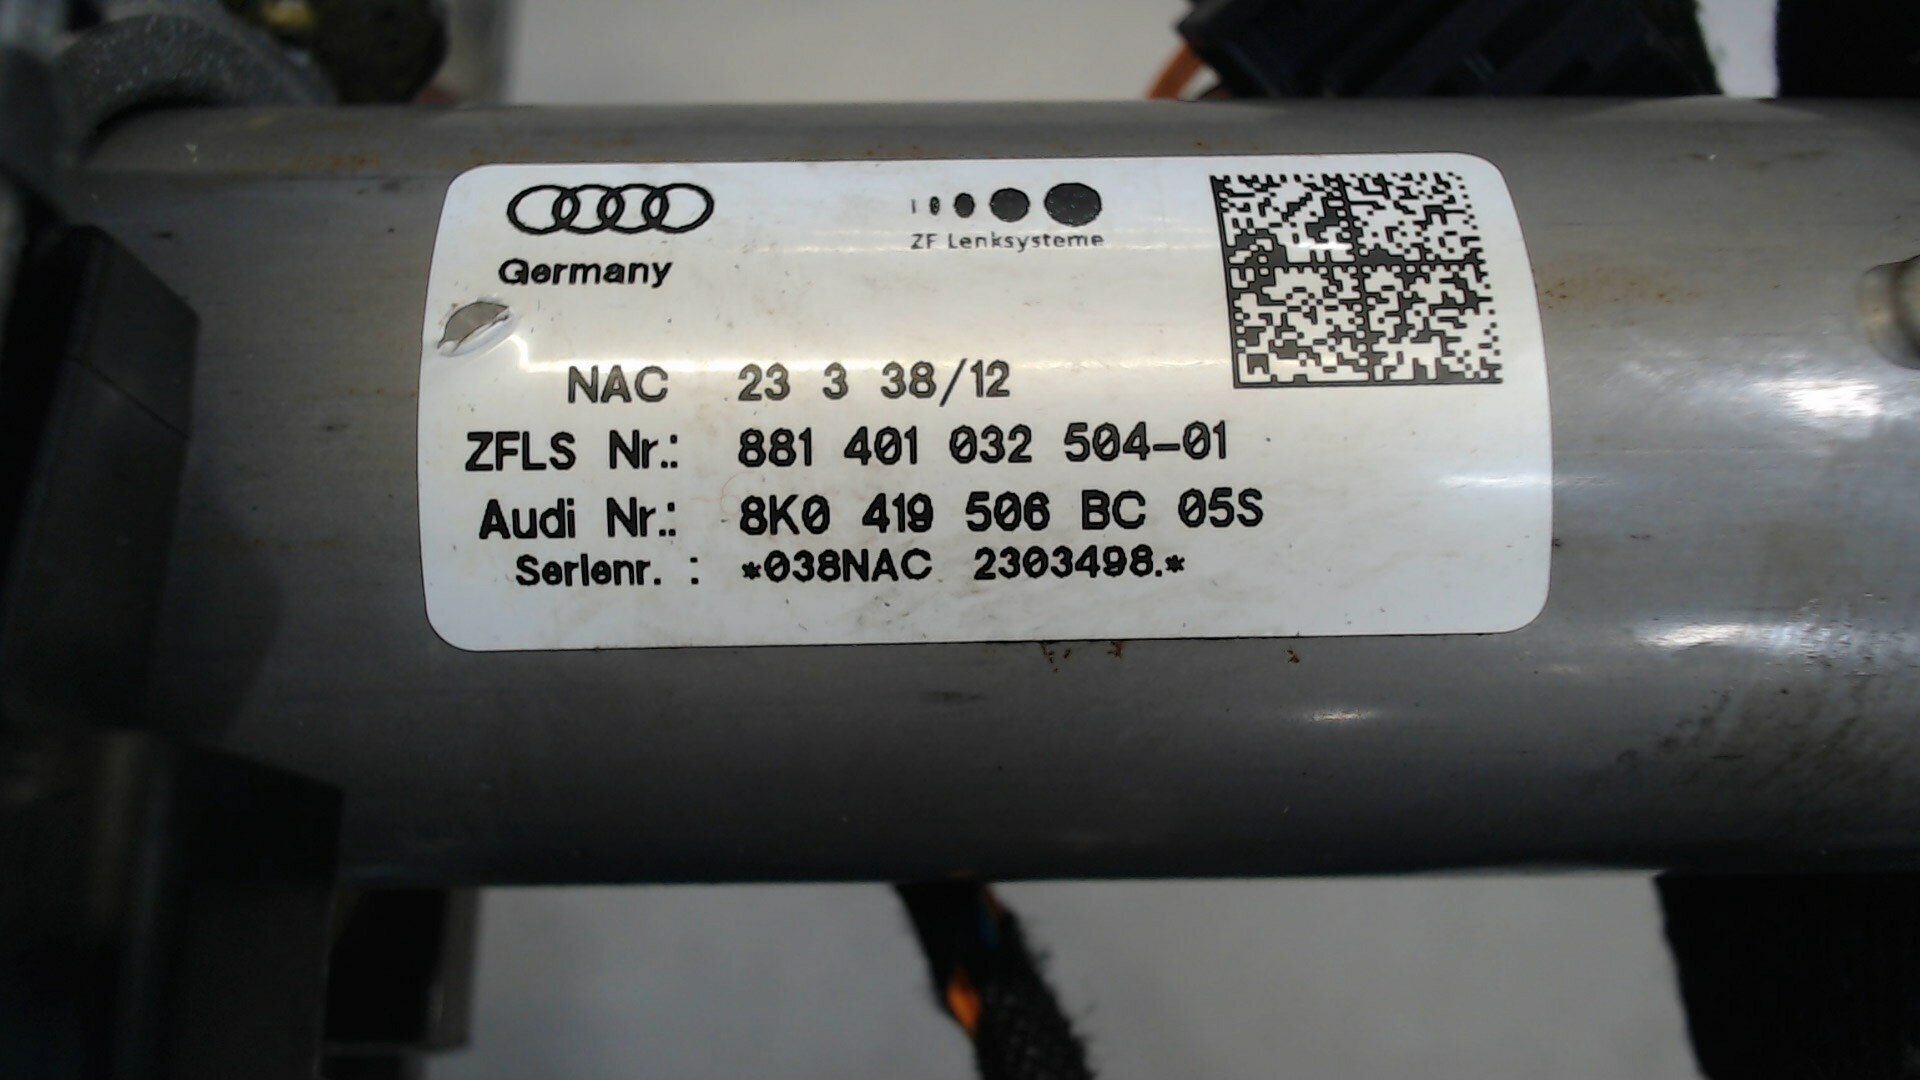 ZF Lenksysteme
Germany
NAC 23 3 38/12
ZFLS Nr.: 881 401 032 504-01
Audi Nr.: 8K0 419 506 BC 05S
Serienr. : *038NAC 2303498.*